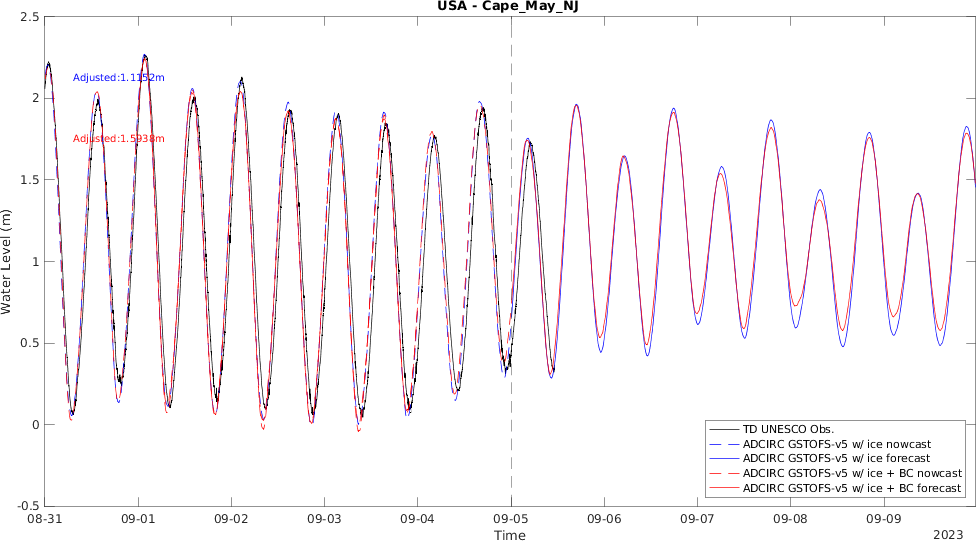 USA - Cape_May_NJ
2.5
2
1.5
1
0.5
0
-0.5
Water Level (m)
Adjusted:1.1152m
Adjusted:1.5938m
TD UNESCO Obs.
ADCIRC GSTOFS-v5 w/ ice nowcast
ADCIRC GSTOFS-v5 w/ ice forecast
ADCIRC GSTOFS-v5 w/ ice + BC nowcast
ADCIRC GSTOFS-v5 w/ ice + BC forecast
08-31 09-01 09-02 09-03 09-04 09-05 09-06 09-07 09-08 09-09
Time
2023